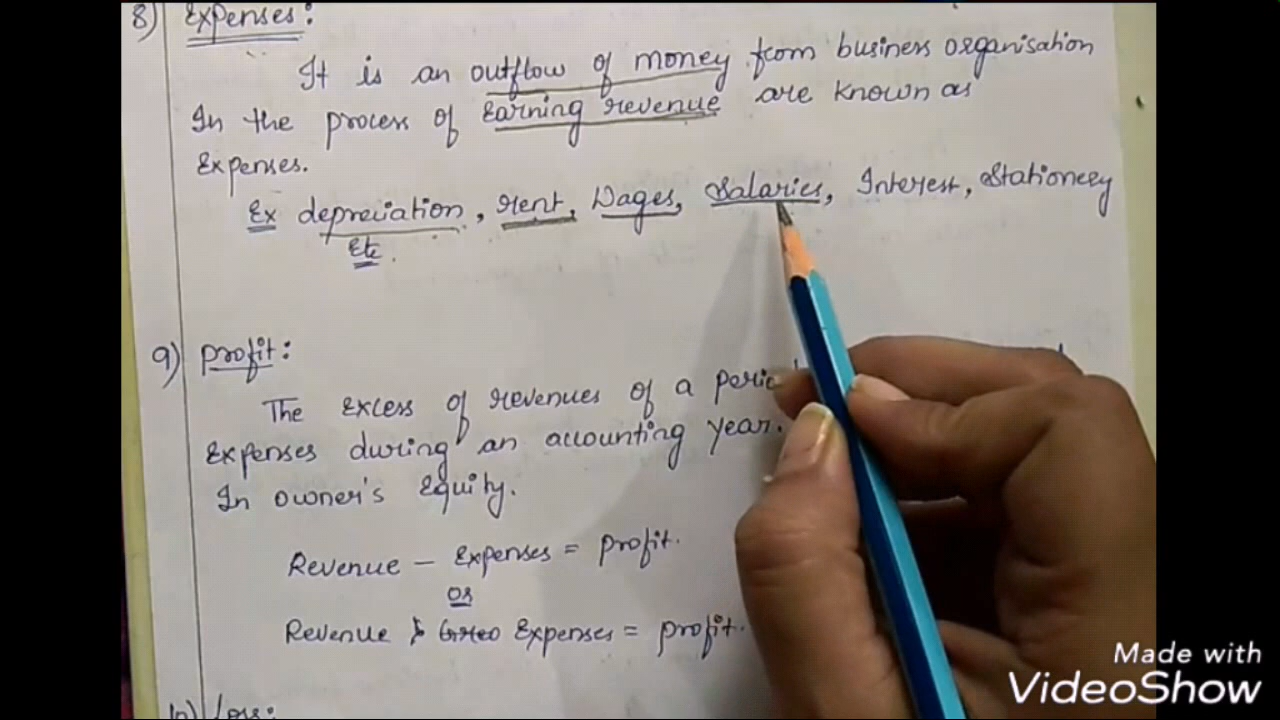 8) Expenses:
It is an outflow of money from business organisation
In the process of earning revenue are known as
Expenses.
Ex depreciation, rent, Wages, Salaries, Interest, Stationery
Etc.
9) Profit:
The Excess of revenues of a
Expenses during an accounting year.
In owner's Equity.
Revenue - Expenses = profit.
or
Revenue > Expenses = profit.
10) Loss:
Made with
VideoShow